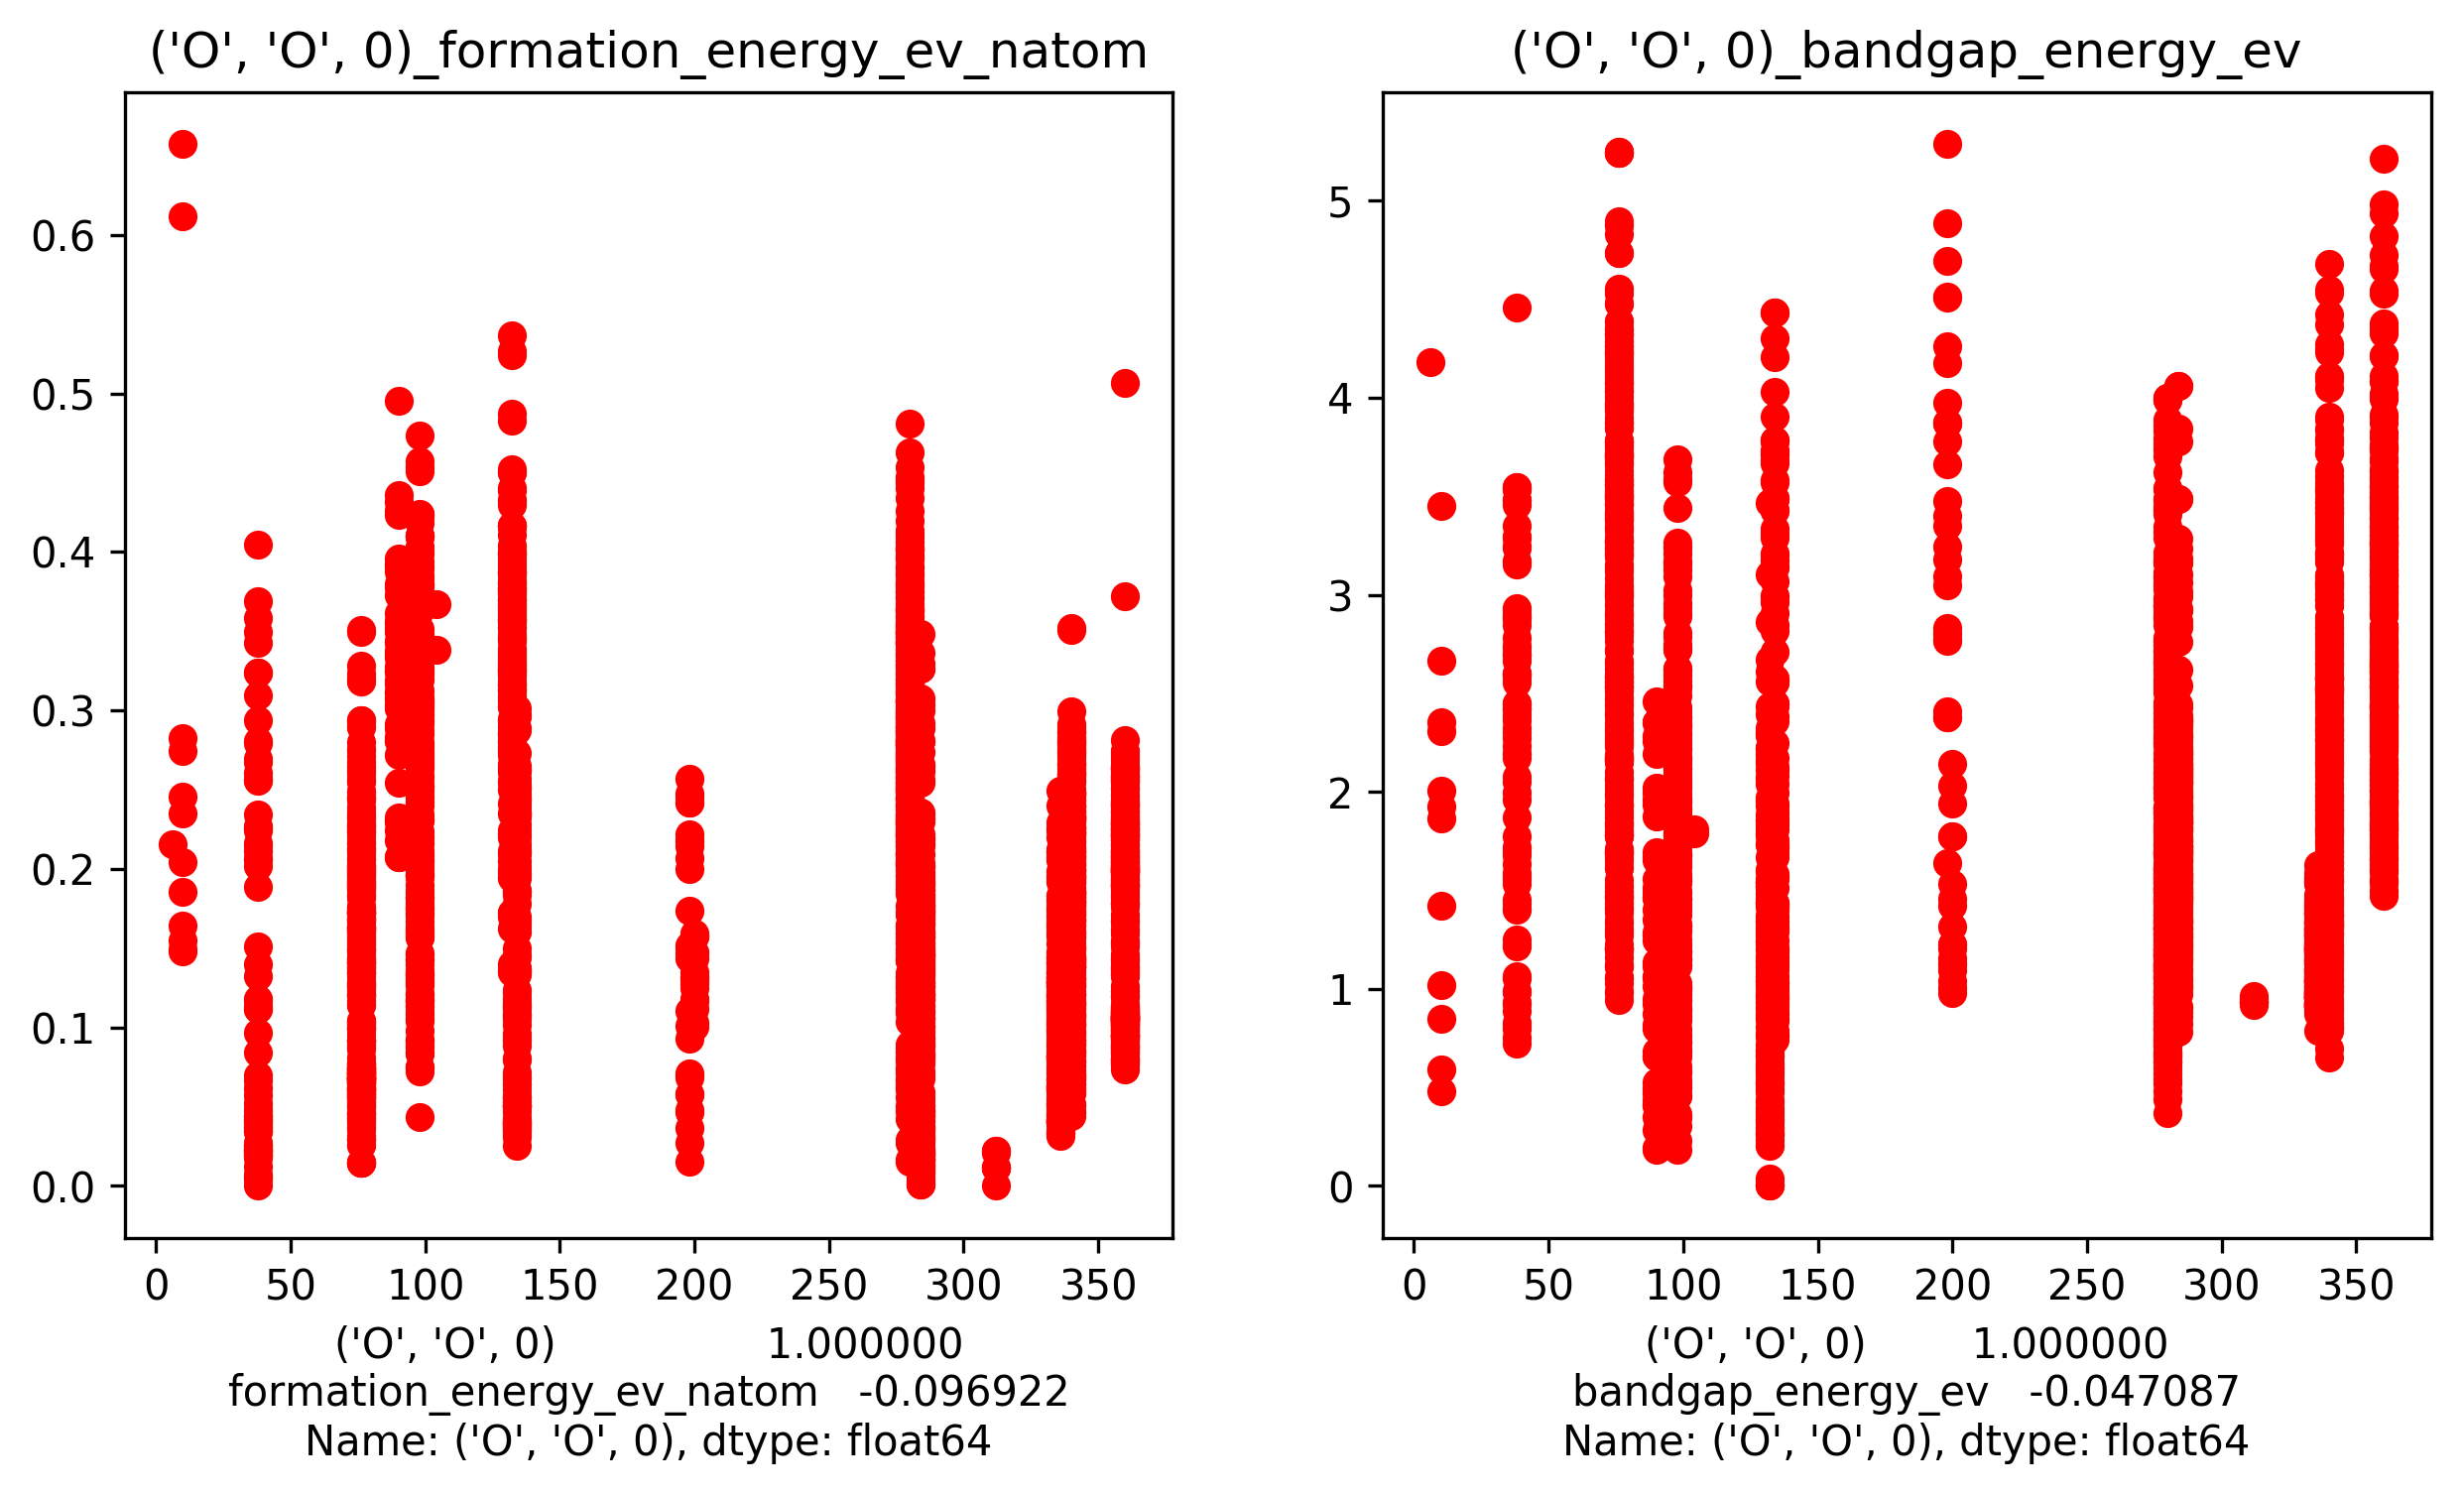 ('O', 'O', 0)_formation_energy_ev_natom
0.6
0.5
0.4
0.3
0.2
0.1
0.0
0 50 100 150 200 250 300 350
('O', 'O', 0) 1.000000
formation_energy_ev_natom -0.096922
Name: ('O', 'O', 0), dtype: float64
('O', 'O', 0)_bandgap_energy_ev
5
4
3
2
1
0
0 50 100 150 200 250 300 350
('O', 'O', 0) 1.000000
bandgap_energy_ev -0.047087
Name: ('O', 'O', 0), dtype: float64